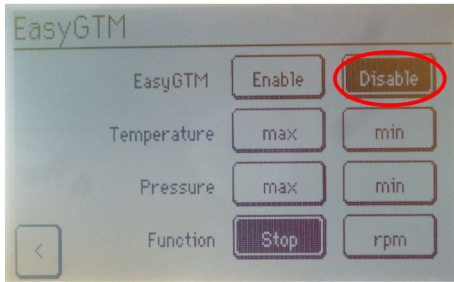 EasyGTM
EasyGTM Enable Disable
Temperature max min
Pressure max min
< Function Stop rpm